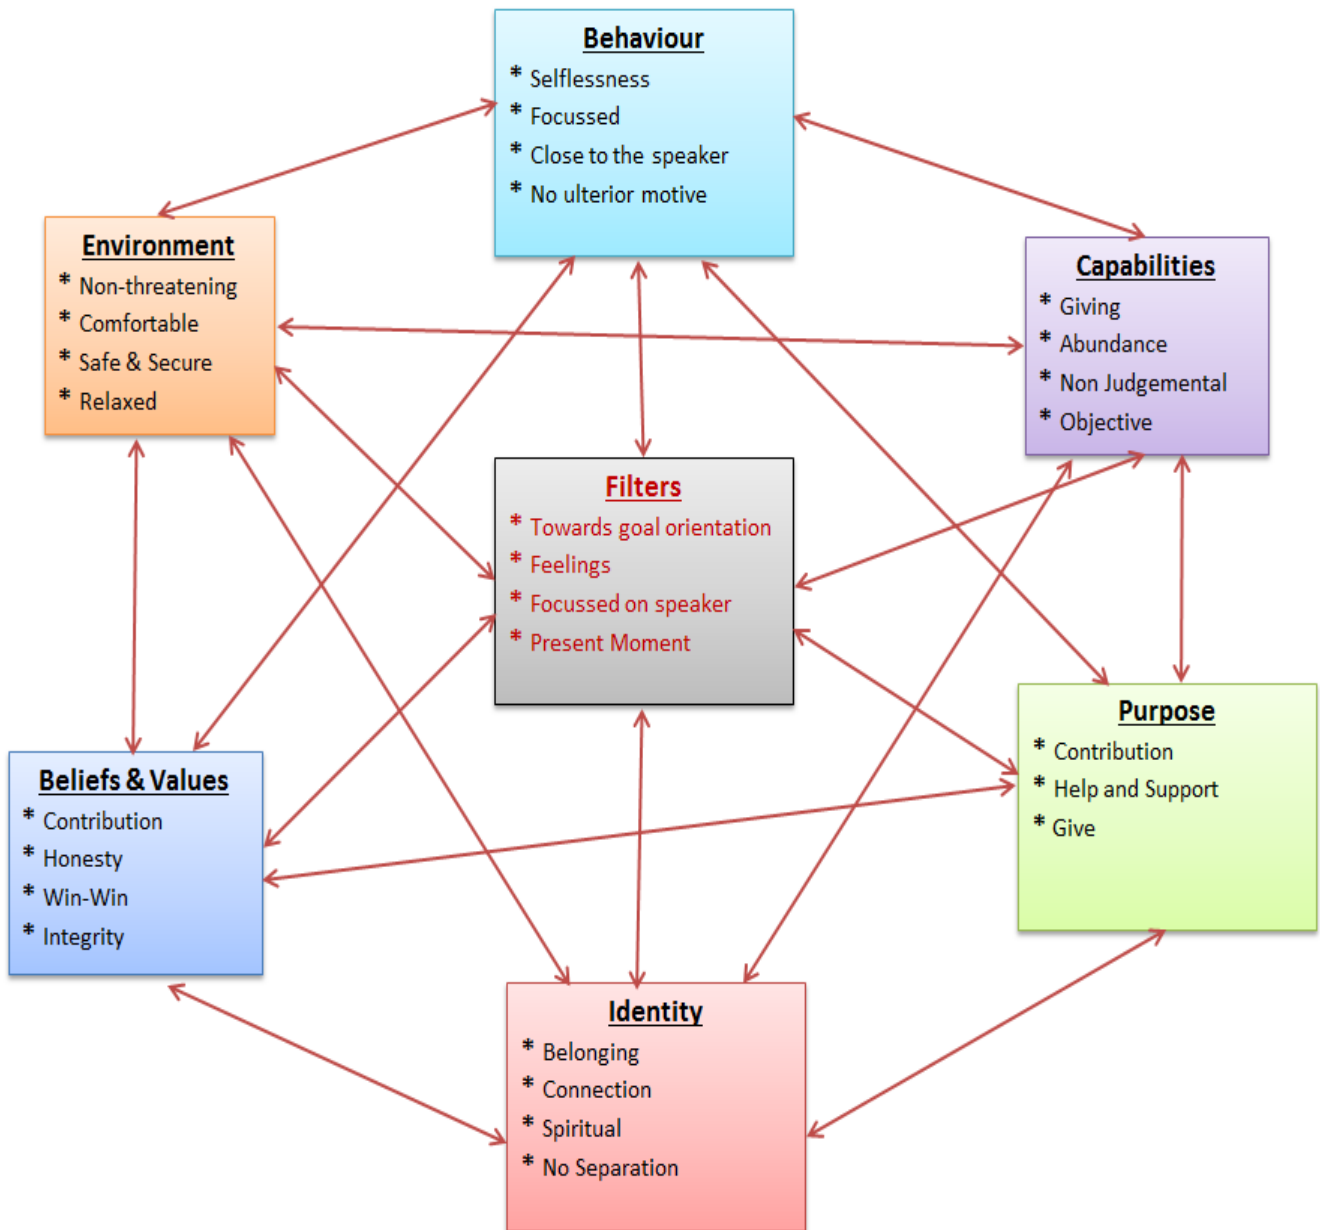 Behaviour
* Selflessness
* Focussed
* Close to the speaker
* No ulterior motive
Environment
* Non-threatening
* Comfortable
* Safe & Secure
* Relaxed
Capabilities
* Giving
* Abundance
* Non Judgemental
* Objective
Filters
* Towards goal orientation
* Feelings
* Focussed on speaker
* Present Moment
Beliefs & Values
* Contribution
* Honesty
* Win-Win
* Integrity
Purpose
* Contribution
* Help and Support
* Give
Identity
* Belonging
* Connection
* Spiritual
* No Separation